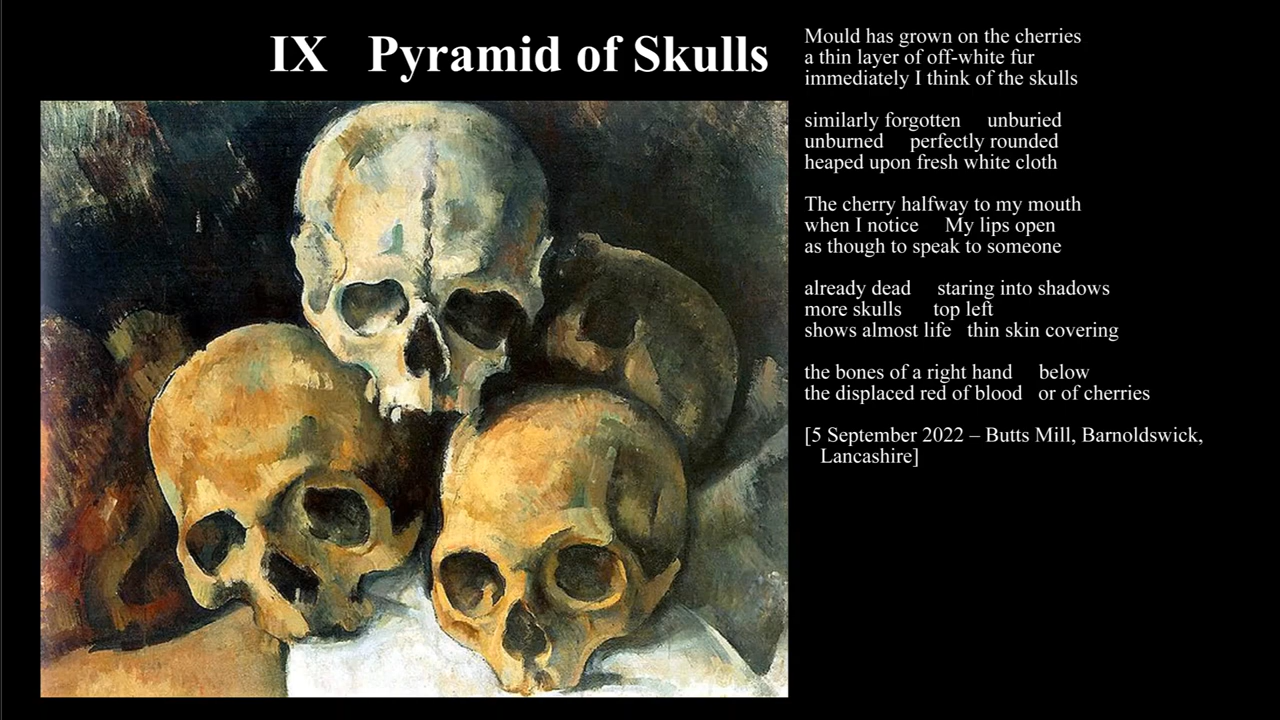 IX Pyramid of Skulls
Mould has grown on the cherries
a thin layer of off-white fur
immediately I think of the skulls
similarly forgotten unburied
unburned perfectly rounded
heaped upon fresh white cloth
The cherry halfway to my mouth
when I notice My lips open
as though to speak to someone
already dead staring into shadows
more skulls top left
shows almost life thin skin covering
the bones of a right hand below
the displaced red of blood or of cherries
[5 September 2022 – Butts Mill, Barnoldswick,
Lancashire]